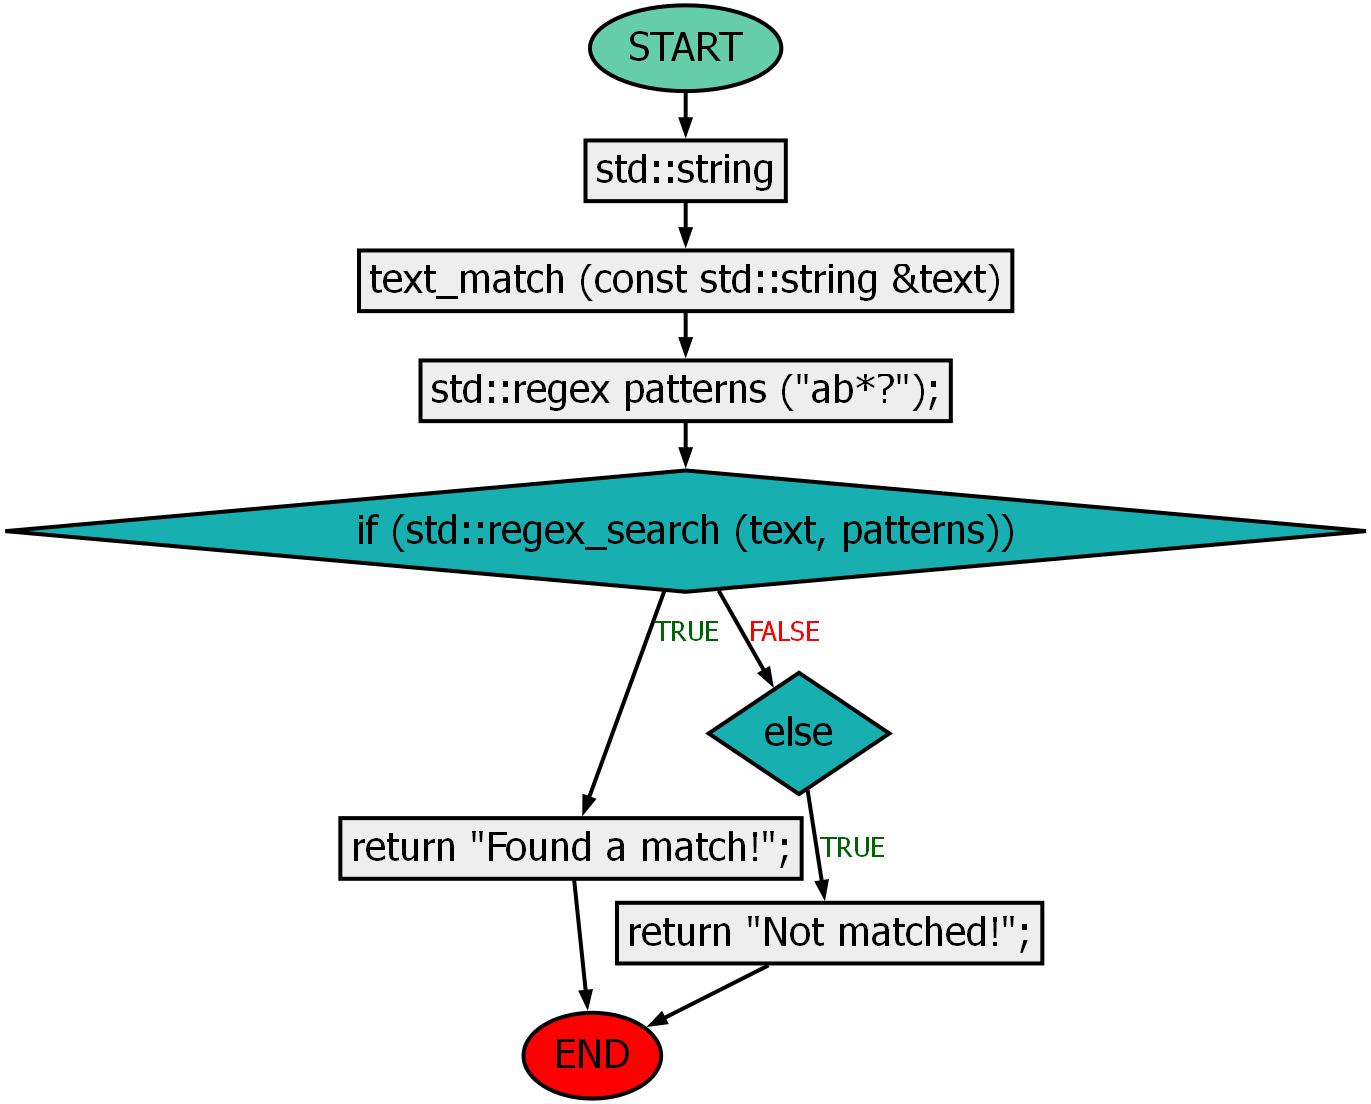 START
std::string
text_match (const std::string &text)
std::regex patterns ("ab*?");
if (std::regex_search (text, patterns))
TRUE
FALSE
else
return "Found a match!";
TRUE
return "Not matched!";
END